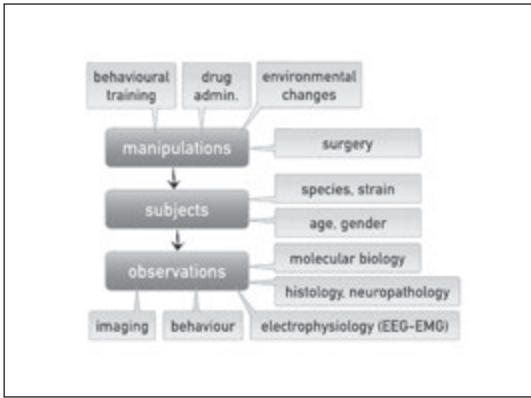 behavioural
training
drug
admin.
environmental
changes
manipulations
surgery
species, strain
subjects
age, gender
molecular biology
observations
histology, neuropathology
imaging
behaviour
electrophysiology (EEG-EMG)